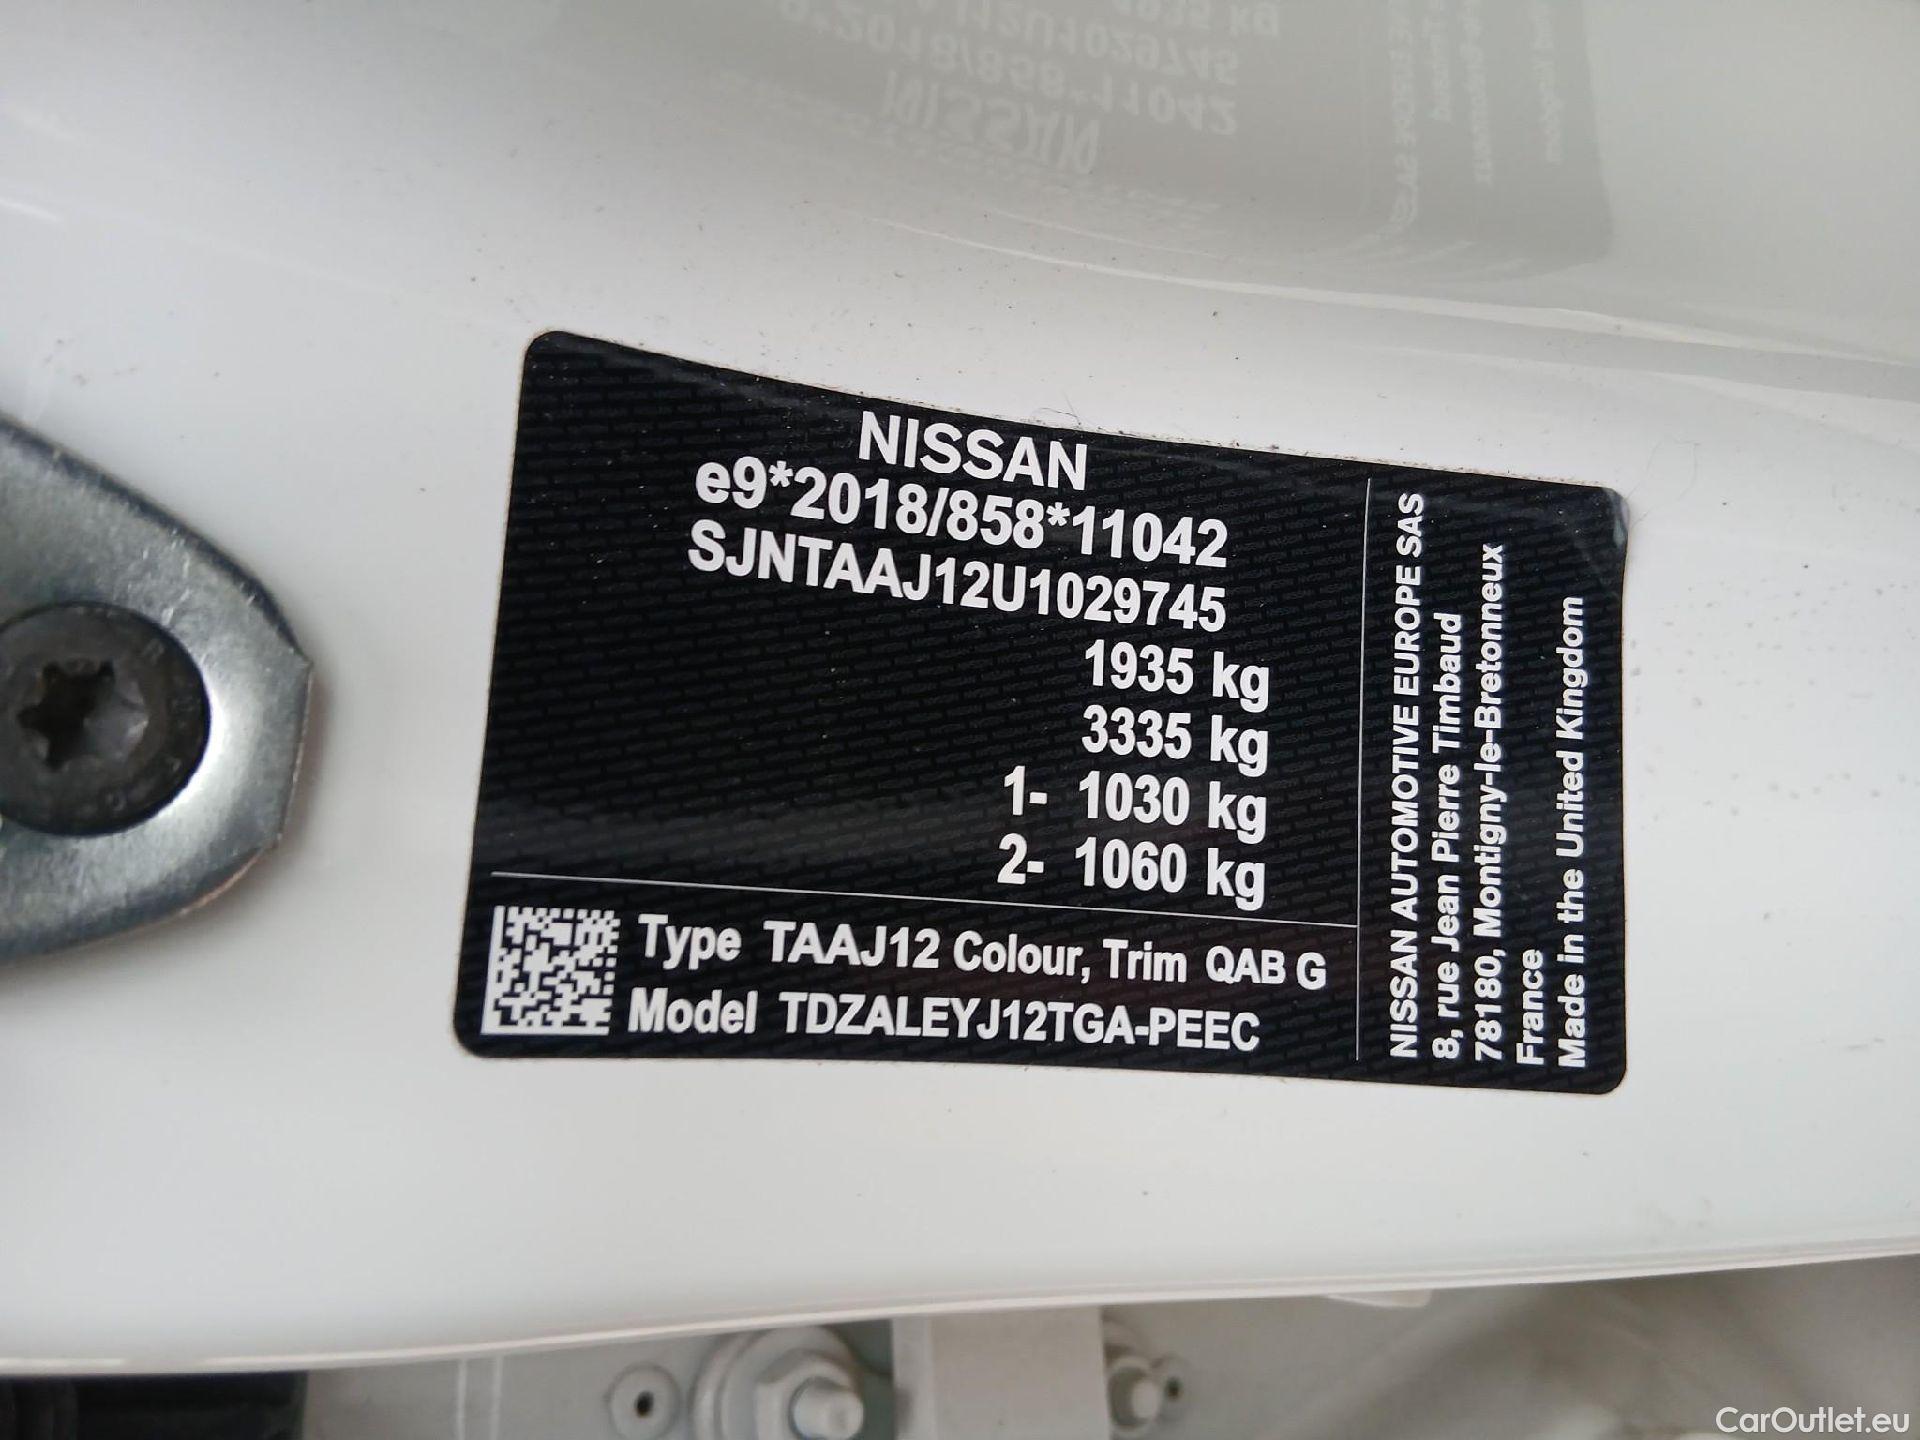 NISSAN
e9*2018/858*11042
SJNTAAJ12U1029745
1935 kg
3335 kg
1- 1030 kg
2- 1060 kg
Type TAAJ12 Colour, Trim QAB G
Model TDZALEYJ12TGA-PEEC
NISSAN AUTOMOTIVE EUROPE SAS
8, rue Jean Pierre Timbaud
78180, Montigny-le-Bretonneux
France
Made in the United Kingdom
CarOutlet.eu